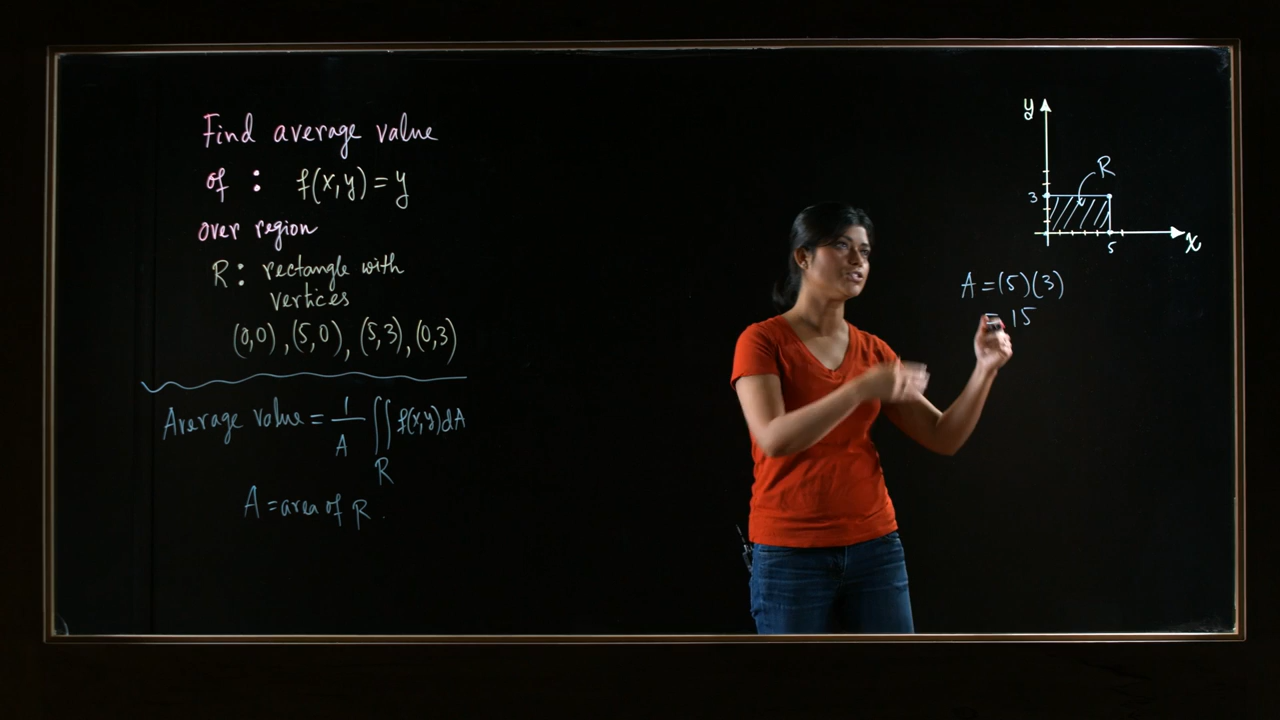 Find average value
of : f(x,y) = y
over region
R: rectangle with
vertices
(0,0), (5,0), (5,3), (0,3)
Average value = 1/A ∬_R f(x,y) dA
A = area of R.
y
R
3
5
x
A = (5)(3)
= 15